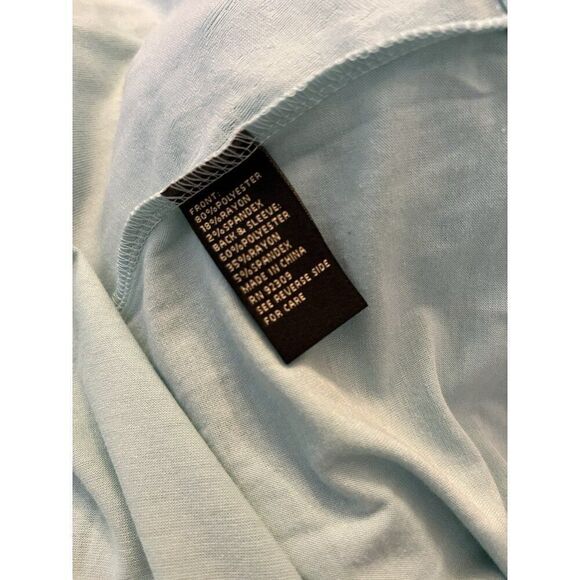 FRONT:
80%POLYESTER
18%RAYON
2%SPANDEX
BACK & SLEEVE:
60%POLYESTER
35%RAYON
5%SPANDEX
MADE IN CHINA
RN 92309
SEE REVERSE SIDE
FOR CARE